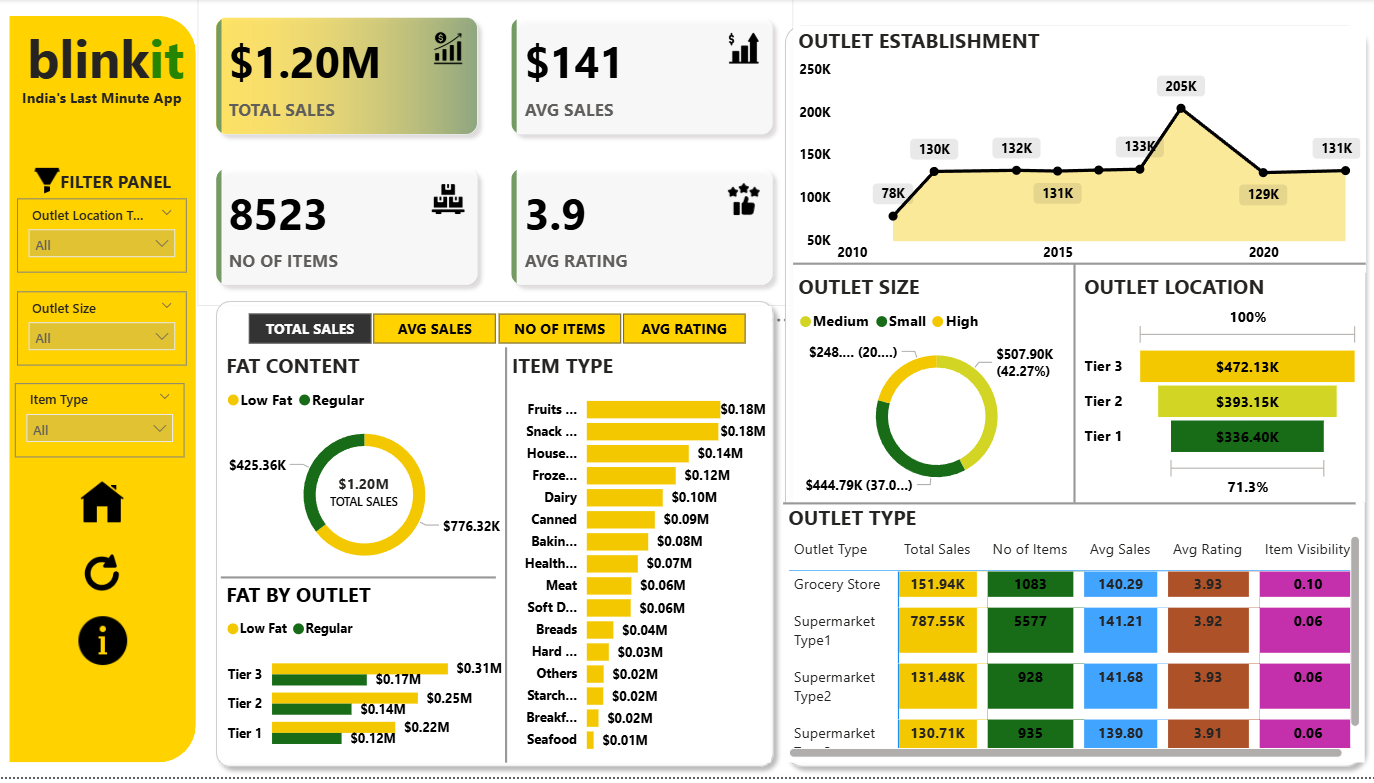 blinkit
India's Last Minute App
FILTER PANEL
Outlet Location T...
All
Outlet Size
All
Item Type
All
$1.20M
TOTAL SALES
$141
AVG SALES
8523
NO OF ITEMS
3.9
AVG RATING
TOTAL SALES
AVG SALES
NO OF ITEMS
AVG RATING
FAT CONTENT
Low Fat
Regular
$425.36K
$1.20M
TOTAL SALES
$776.32K
FAT BY OUTLET
Low Fat
Regular
Tier 3 $0.31M
$0.17M
Tier 2 $0.25M
$0.14M
Tier 1 $0.22M
$0.12M
ITEM TYPE
Fruits ... $0.18M
Snack ... $0.18M
House... $0.14M
Froze... $0.12M
Dairy $0.10M
Canned $0.09M
Bakin... $0.08M
Health... $0.07M
Meat $0.06M
Soft D... $0.06M
Breads $0.04M
Hard ... $0.03M
Others $0.02M
Starch... $0.02M
Breakf... $0.02M
Seafood $0.01M
OUTLET ESTABLISHMENT
250K
200K
150K
100K
50K
78K
130K
132K
131K
133K
205K
129K
131K
2010
2015
2020
OUTLET SIZE
Medium
Small
High
$248.... (20....)
$507.90K
(42.27%)
$444.79K (37.0...)
OUTLET LOCATION
100%
Tier 3 $472.13K
Tier 2 $393.15K
Tier 1 $336.40K
71.3%
OUTLET TYPE
Outlet Type Total Sales No of Items Avg Sales Avg Rating Item Visibility
Grocery Store 151.94K 1083 140.29 3.93 0.10
Supermarket 787.55K 5577 141.21 3.92 0.06
Type1
Supermarket 131.48K 928 141.68 3.93 0.06
Type2
Supermarket 130.71K 935 139.80 3.91 0.06